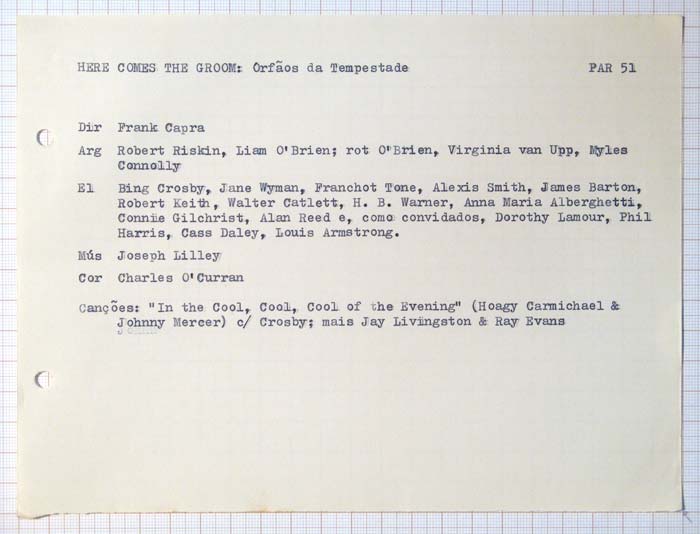 HERE COMES THE GROOM: Orfãos da Tempestade PAR 51
Dir Frank Capra
Arg Robert Riskin, Liam O'Brien; rot O'Brien, Virginia van Upp, Myles
Connolly
El Bing Crosby, Jane Wyman, Franchot Tone, Alexis Smith, James Barton,
Robert Keith, Walter Catlett, H. B. Warner, Anna Maria Alberghetti,
Connie Gilchrist, Alan Reed e, como convidados, Dorothy Lamour, Phil
Harris, Cass Daley, Louis Armstrong.
Mús Joseph Lilley
Cor Charles O'Curran
Canções: "In the Cool, Cool, Cool of the Evening" (Hoagy Carmichael &
Johnny Mercer) c/ Crosby; mais Jay Livingston & Ray Evans